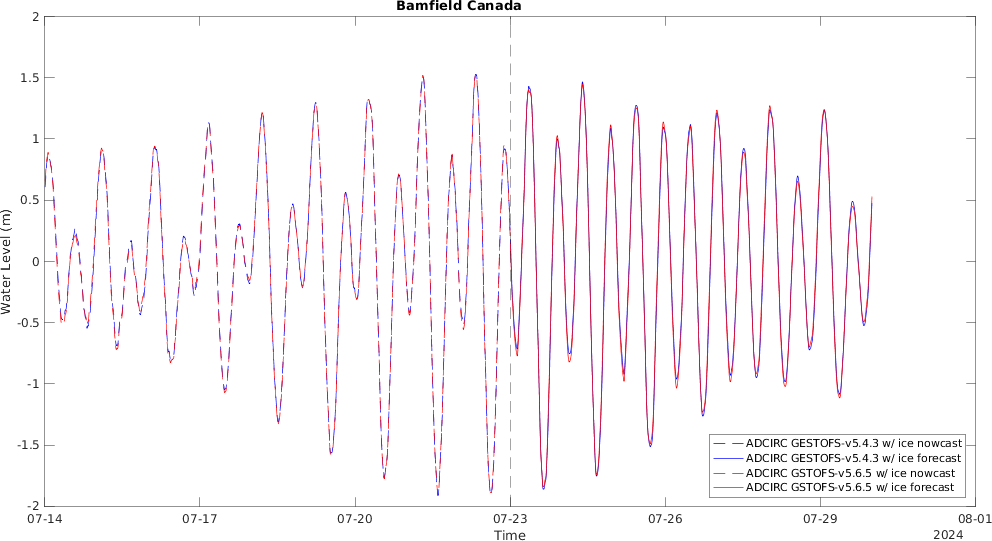 Bamfield Canada
2
1.5
1
0.5
0
-0.5
-1
-1.5
-2
Water Level (m)
ADCIRC GESTOFS-v5.4.3 w/ ice nowcast
ADCIRC GESTOFS-v5.4.3 w/ ice forecast
ADCIRC GSTOFS-v5.6.5 w/ ice nowcast
ADCIRC GSTOFS-v5.6.5 w/ ice forecast
07-14 07-17 07-20 07-23 07-26 07-29 08-01
Time
2024